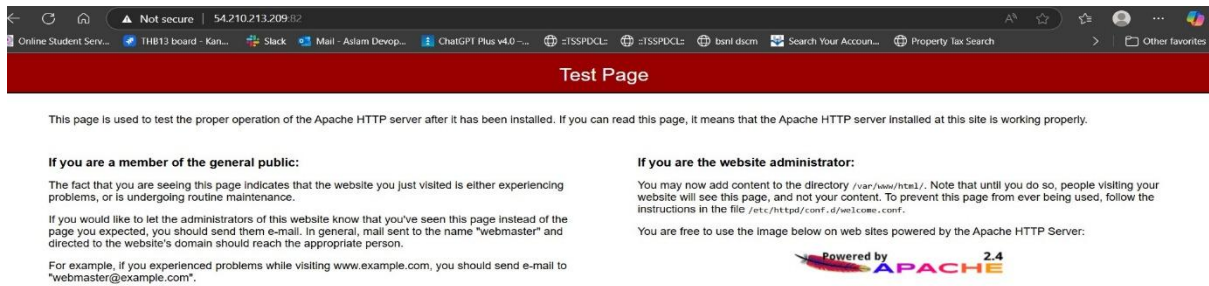 Not secure | 54.210.213.209:82
Online Student Serv... THB13 board - Kan... Slack Mail - Aslam Devop... ChatGPT Plus v4.0 –... ::TSSPDCL:: ::TSSPDCL:: bsnl dscm Search Your Accoun... Property Tax Search > Other favorites
Test Page
This page is used to test the proper operation of the Apache HTTP server after it has been installed. If you can read this page, it means that the Apache HTTP server installed at this site is working properly.
If you are a member of the general public:
The fact that you are seeing this page indicates that the website you just visited is either experiencing
problems, or is undergoing routine maintenance.
If you would like to let the administrators of this website know that you've seen this page instead of the
page you expected, you should send them e-mail. In general, mail sent to the name "webmaster" and
directed to the website's domain should reach the appropriate person.
For example, if you experienced problems while visiting www.example.com, you should send e-mail to
"webmaster@example.com".
If you are the website administrator:
You may now add content to the directory /var/www/html/. Note that until you do so, people visiting your
website will see this page, and not your content. To prevent this page from ever being used, follow the
instructions in the file /etc/httpd/conf.d/welcome.conf.
You are free to use the image below on web sites powered by the Apache HTTP Server:
Powered by 2.4
APACHE